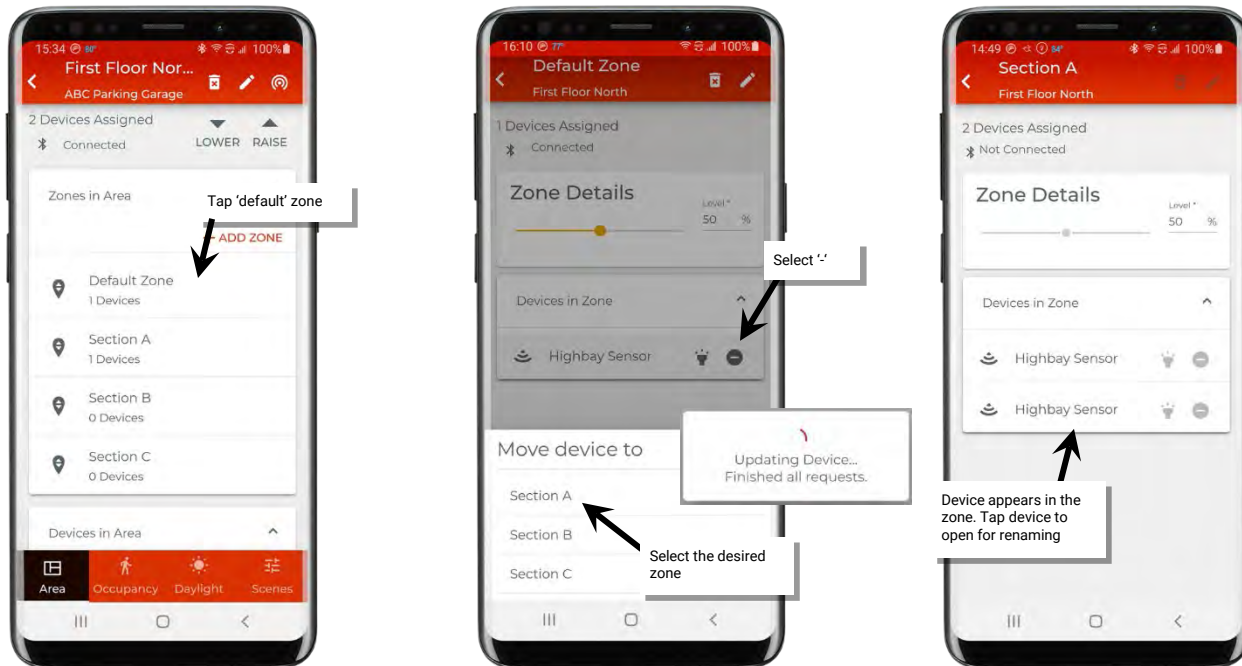 15:34 80° 100%
First Floor Nor...
ABC Parking Garage
2 Devices Assigned
Connected
LOWER RAISE
Zones in Area
Tap ‘default’ zone
+ ADD ZONE
Default Zone
1 Devices
Section A
1 Devices
Section B
0 Devices
Section C
0 Devices
Devices in Area
Area Occupancy Daylight Scenes
16:10 77° 100%
Default Zone
First Floor North
1 Devices Assigned
Connected
Zone Details
Level *
50 %
Select ‘-’
Devices in Zone
Highbay Sensor
Updating Device...
Finished all requests.
Move device to
Section A
Section B
Section C
Select the desired
zone
14:49 84° 100%
Section A
First Floor North
2 Devices Assigned
Not Connected
Zone Details
Level *
50 %
Devices in Zone
Highbay Sensor
Highbay Sensor
Device appears in the
zone. Tap device to
open for renaming